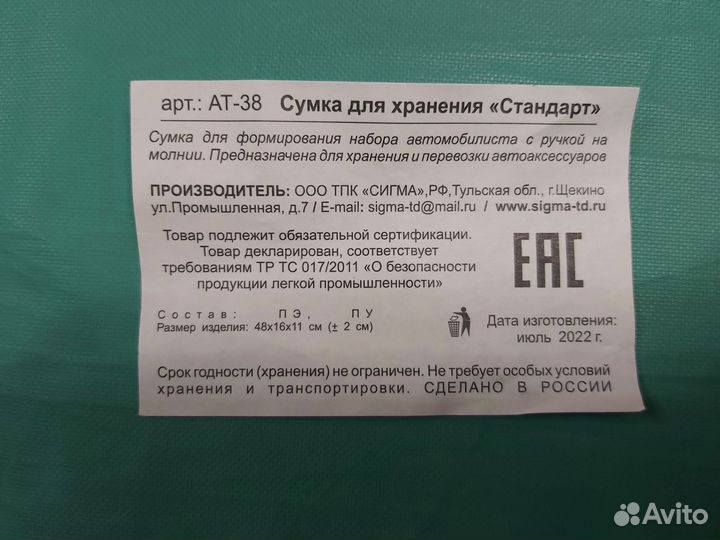 арт.: АТ-38 Сумка для хранения «Стандарт»
Сумка для формирования набора автомобилиста с ручкой на
молнии. Предназначена для хранения и перевозки автоаксессуаров
ПРОИЗВОДИТЕЛЬ: ООО ТПК «СИГМА»,РФ,Тульская обл., г.Щекино
ул.Промышленная, д.7 / E-mail: sigma-td@mail.ru / www.sigma-td.ru
Товар подлежит обязательной сертификации.
Товар декларирован, соответствует
требованиям ТР ТС 017/2011 «О безопасности
продукции легкой промышленности»
ЕАС
Состав: ПЭ, ПУ
Размер изделия: 48х16х11 см (± 2 см)
Дата изготовления:
июль 2022 г.
Срок годности (хранения) не ограничен. Не требует особых условий
хранения и транспортировки. СДЕЛАНО В РОССИИ
Avito